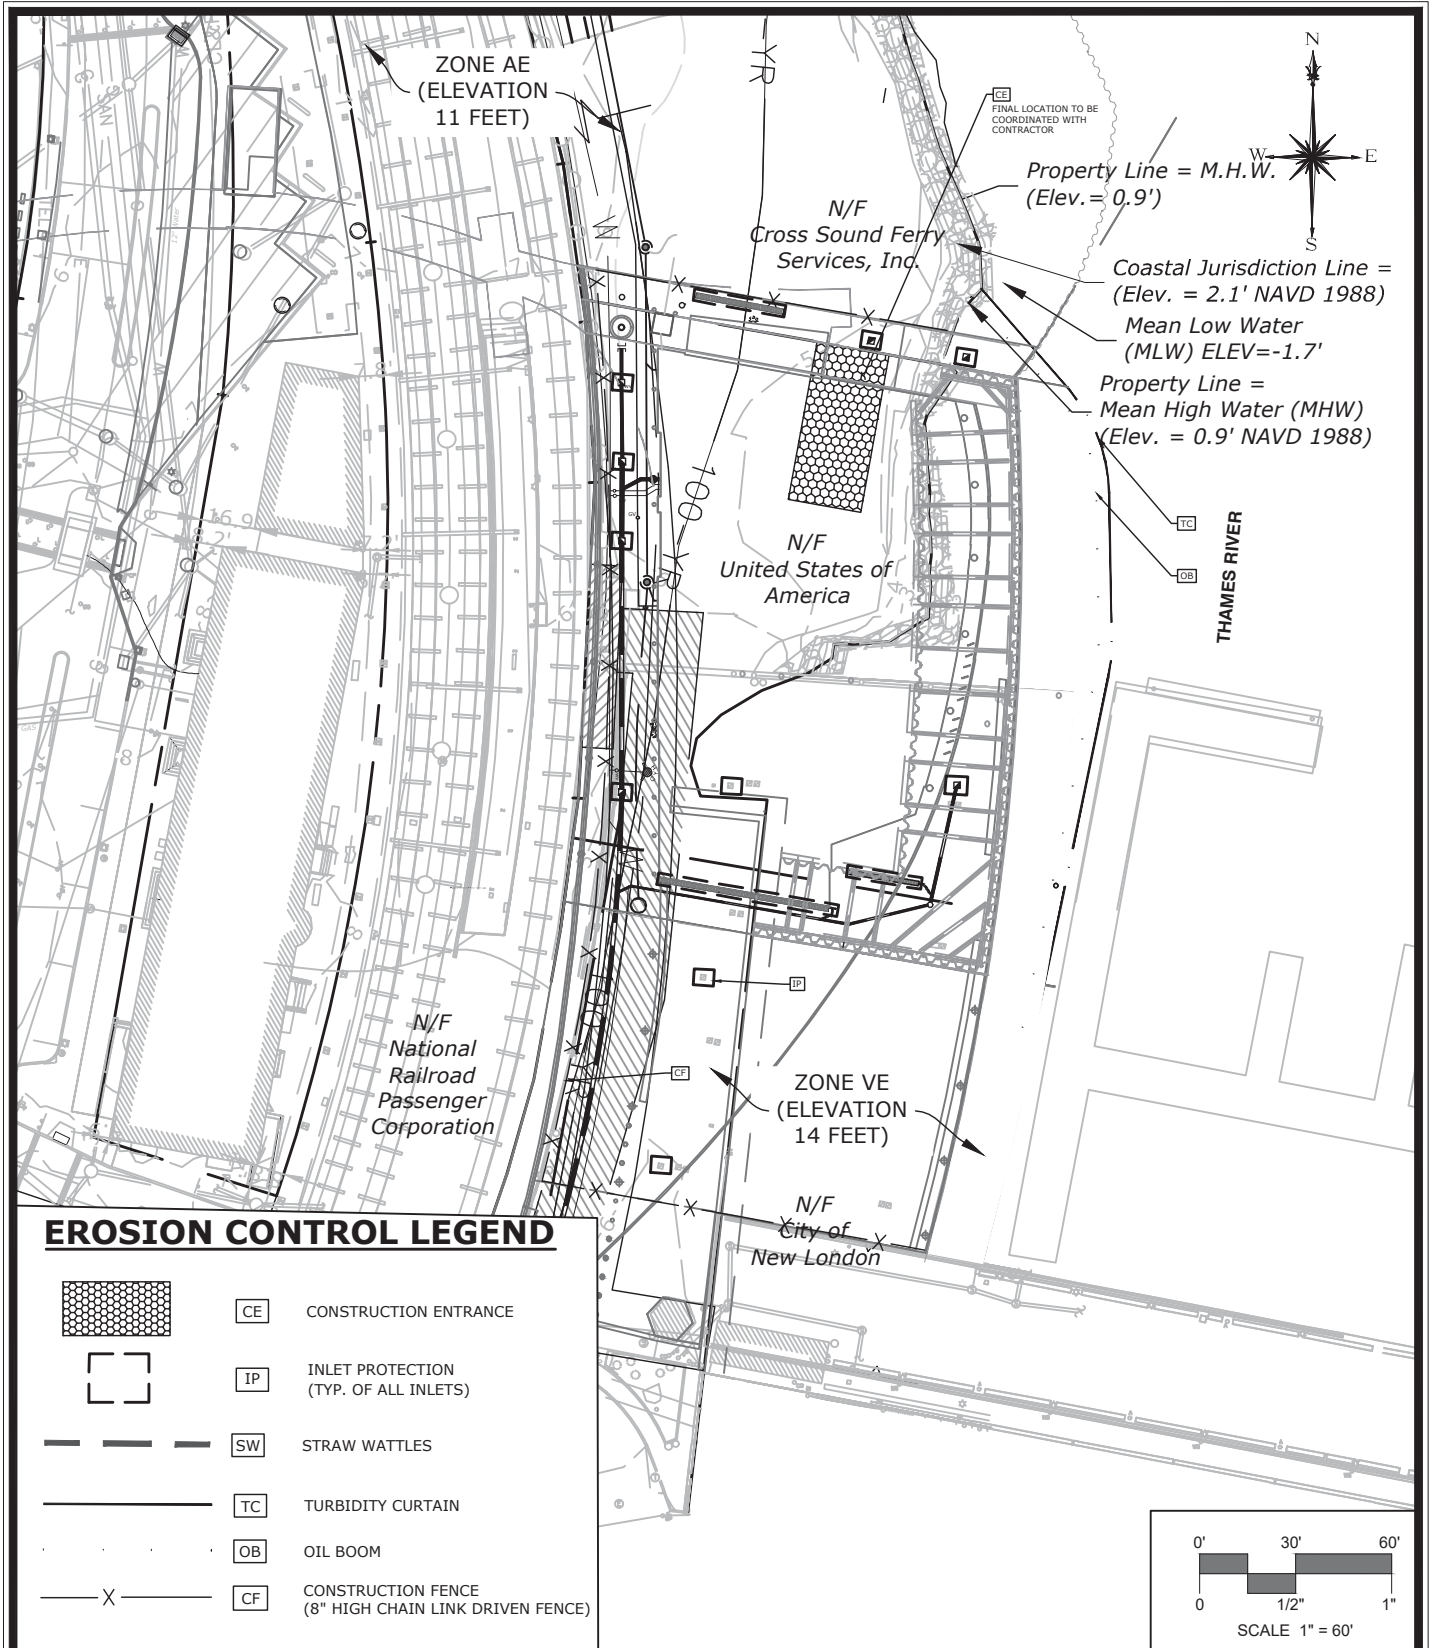 ZONE AE
(ELEVATION
11 FEET)
YR
N
W
E
S
CE
FINAL LOCATION TO BE
COORDINATED WITH
CONTRACTOR
Property Line = M.H.W.
(Elev.= 0.9')
N/F
Cross Sound Ferry
Services, Inc.
Coastal Jurisdiction Line =
(Elev. = 2.1' NAVD 1988)
Mean Low Water
(MLW) ELEV=-1.7'
Property Line =
Mean High Water (MHW)
(Elev. = 0.9' NAVD 1988)
100
YR
TC
OB
THAMES RIVER
N/F
United States of
America
IP
CF
100
YR
N/F
National
Railroad
Passenger
Corporation
ZONE VE
(ELEVATION
14 FEET)
N/F
City of
New London
EROSION CONTROL LEGEND
CE CONSTRUCTION ENTRANCE
IP INLET PROTECTION
(TYP. OF ALL INLETS)
SW STRAW WATTLES
TC TURBIDITY CURTAIN
OB OIL BOOM
X CF CONSTRUCTION FENCE
(8" HIGH CHAIN LINK DRIVEN FENCE)
0' 30' 60'
0 1/2" 1"
SCALE 1" = 60'